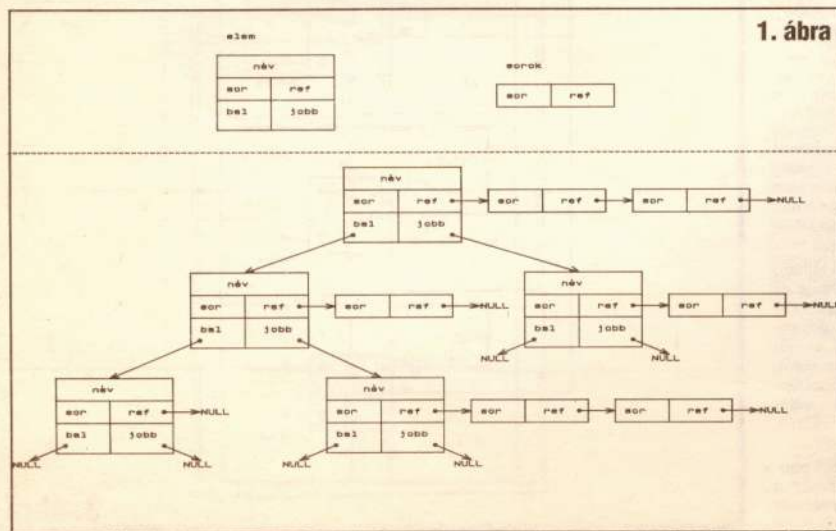 1. ábra
elem
név
sor ref
bal jobb
sorok
sor ref
név
sor ref sor ref sor ref NULL
bal jobb
név
sor ref sor ref NULL
bal jobb
név
sor ref sor ref NULL
bal jobb
NULL NULL
név
sor ref NULL
bal jobb
NULL NULL
név
sor ref sor ref sor ref NULL
bal jobb
NULL NULL